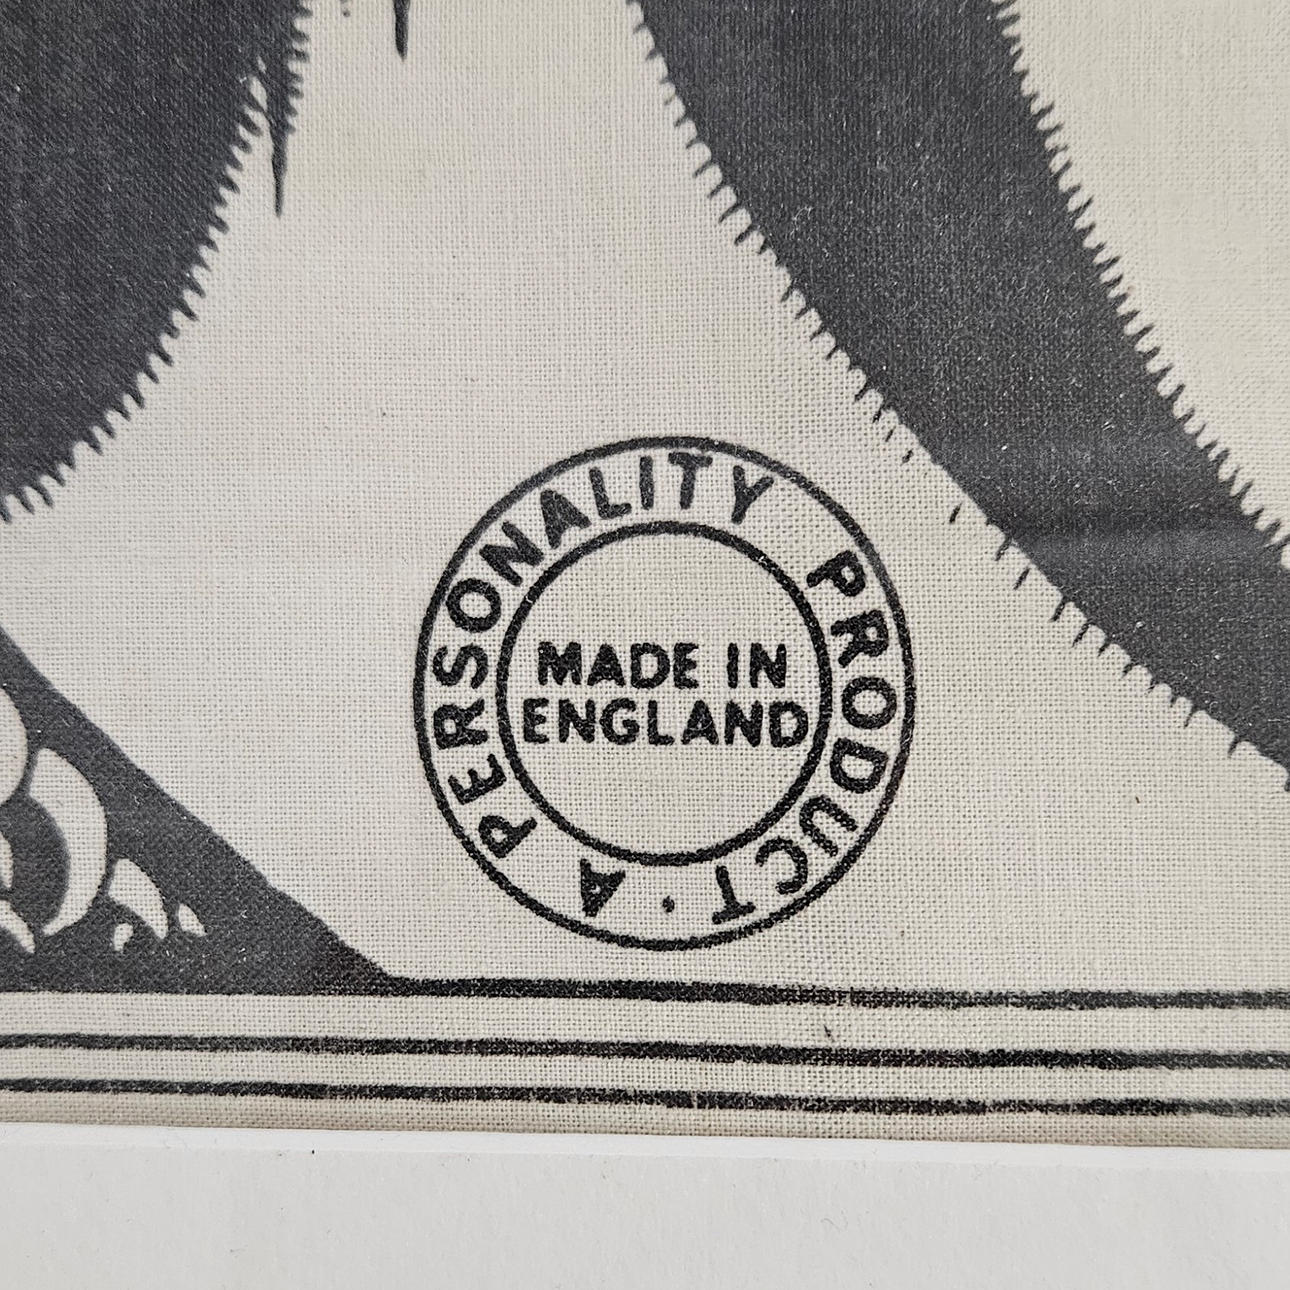 A PERSONALITY PRODUCT ·
MADE IN
ENGLAND